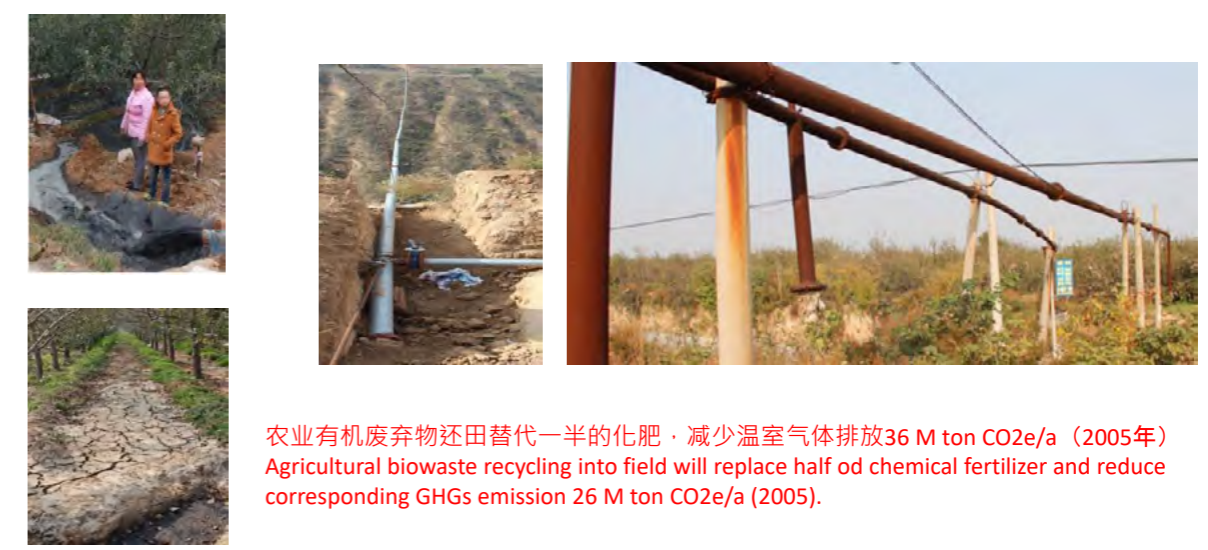 农业有机废弃物还田替代一半的化肥，减少温室气体排放36 M ton CO2e/a（2005年）
Agricultural biowaste recycling into field will replace half od chemical fertilizer and reduce
corresponding GHGs emission 26 M ton CO2e/a (2005).